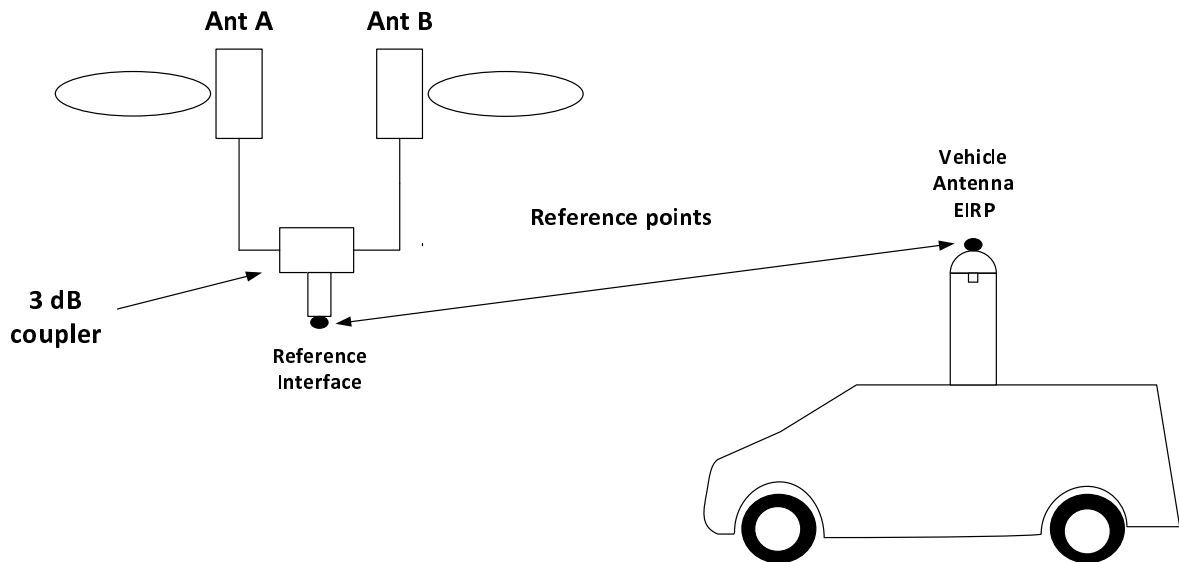 Ant A
Ant B
Vehicle
Antenna
EIRP
Reference points
3 dB
coupler
Reference
Interface